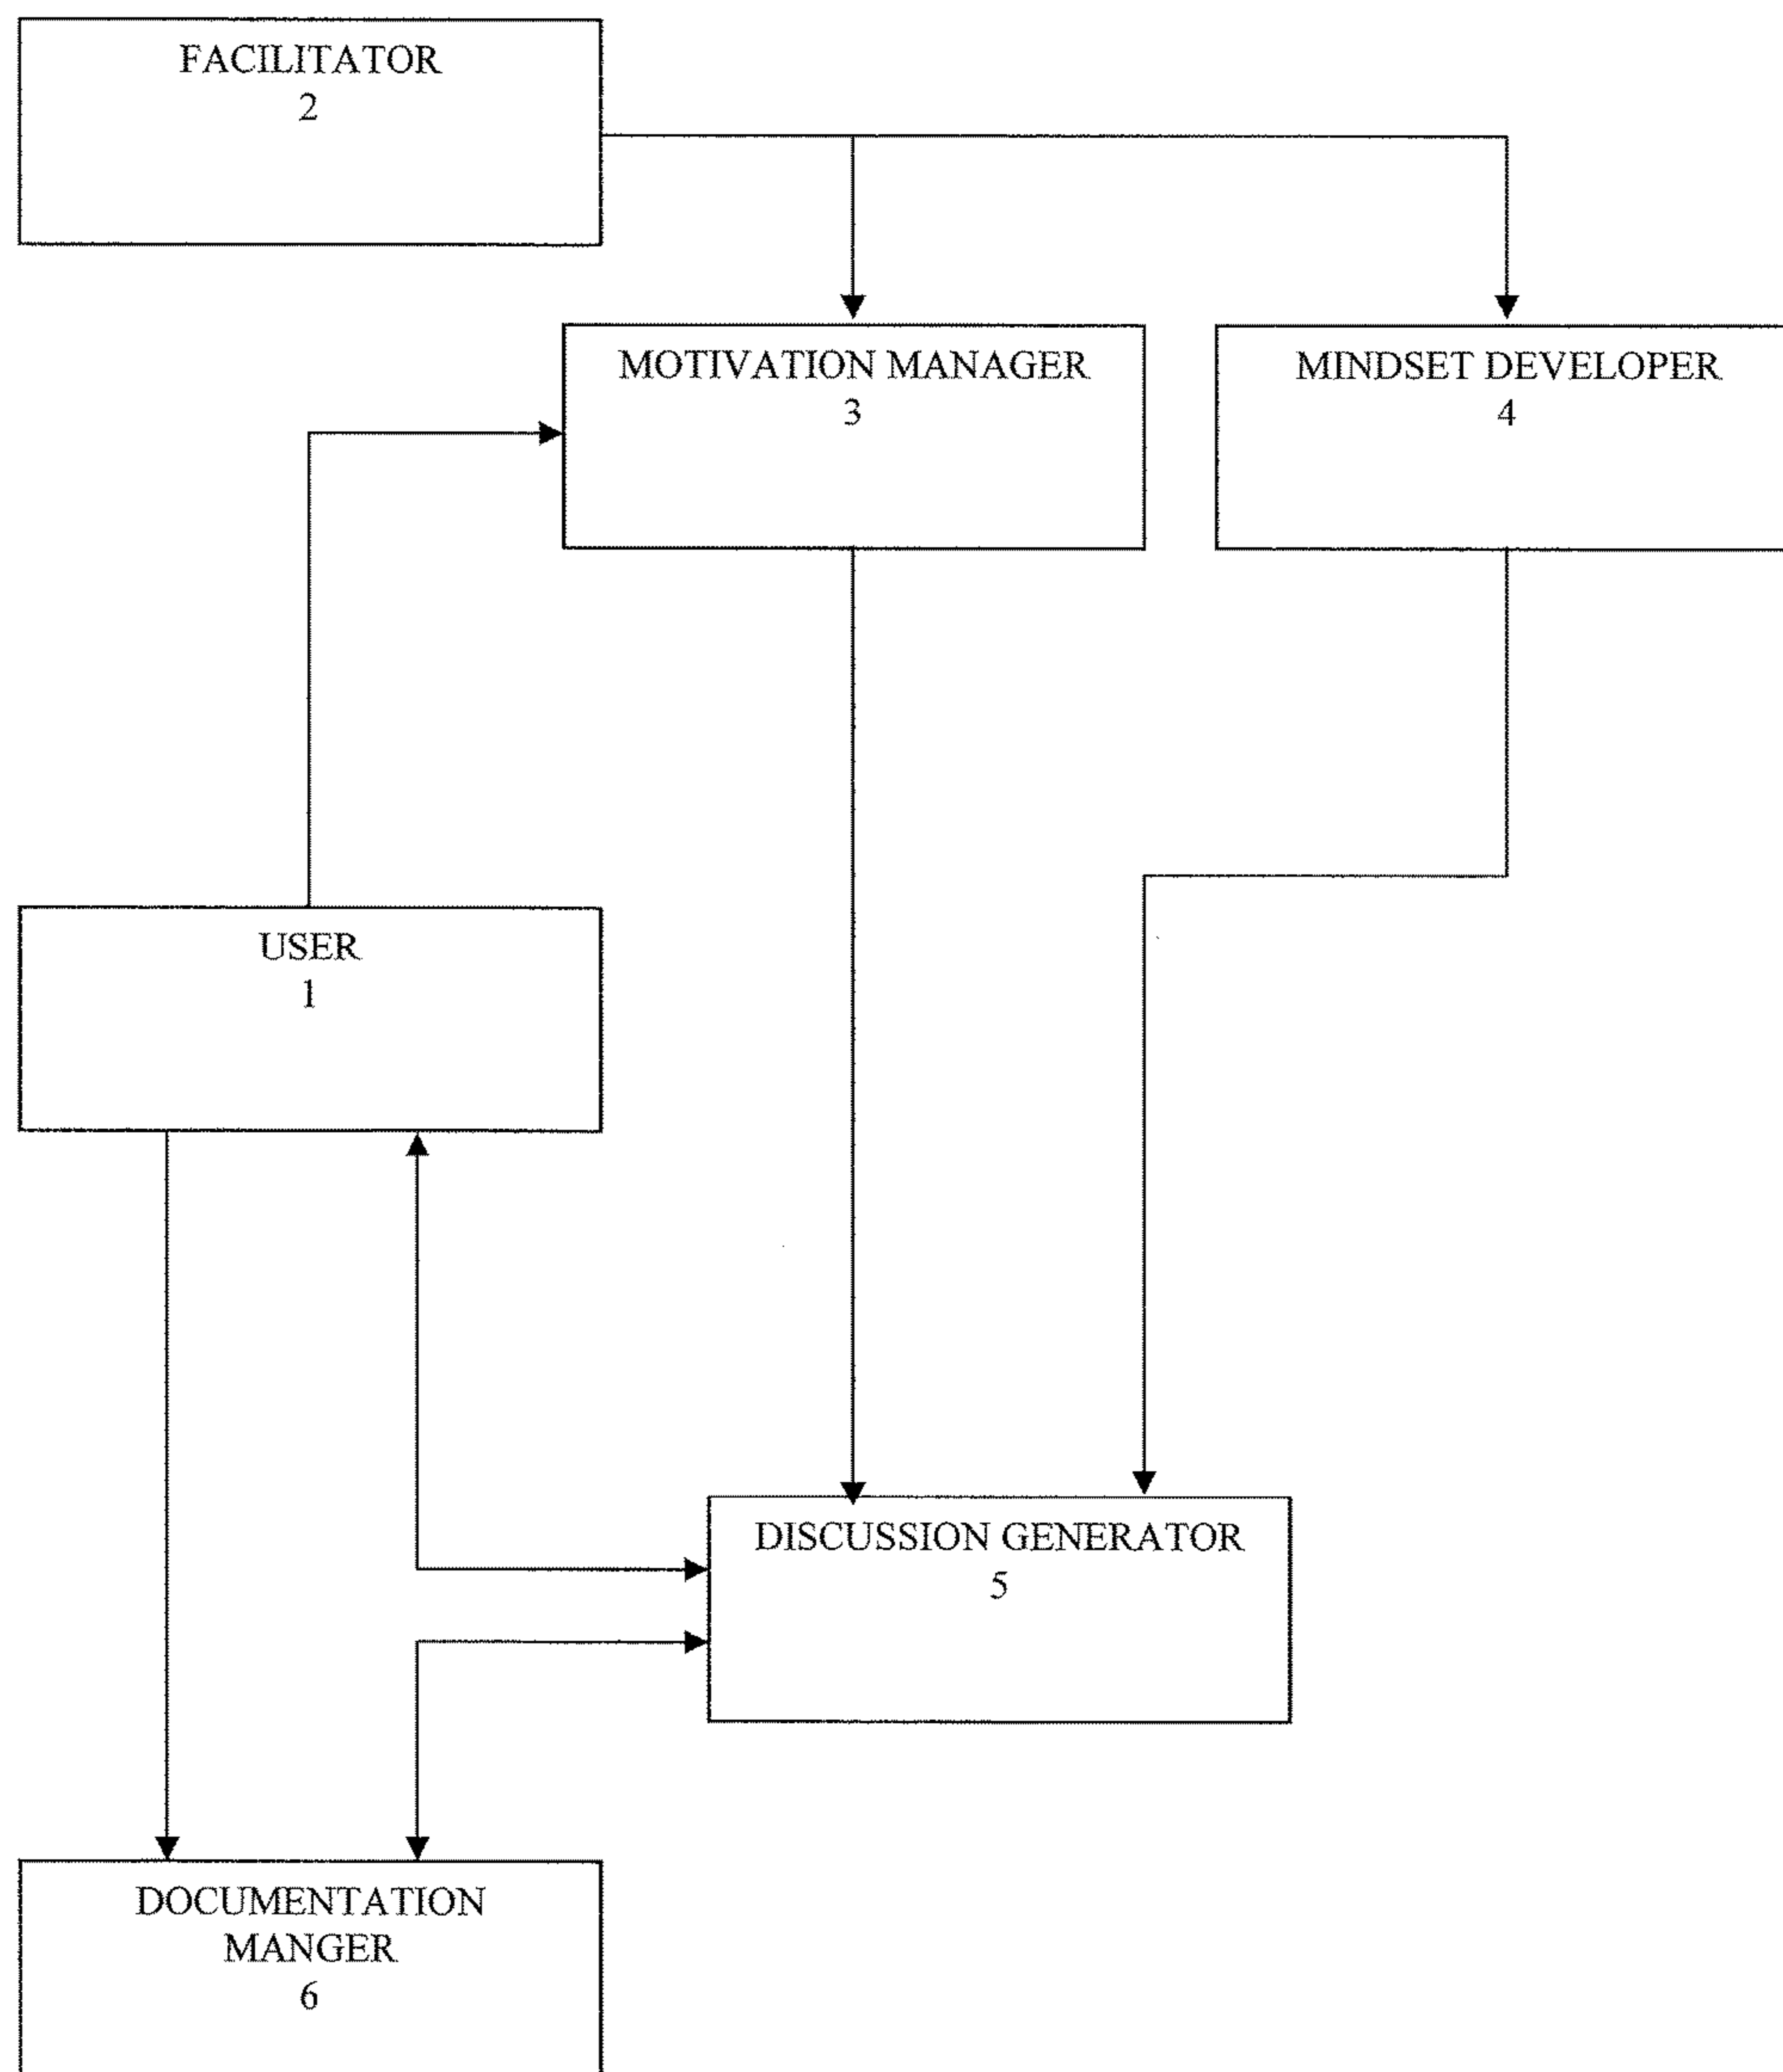 FACILITATOR
2
MOTIVATION MANAGER
3
MINDSET DEVELOPER
4
USER
1
DISCUSSION GENERATOR
5
DOCUMENTATION
MANGER
6